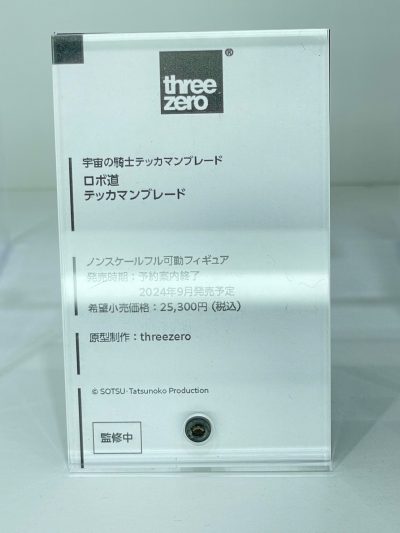 three
zero®
宇宙の騎士テッカマンブレード
ロボ道
テッカマンブレード
ノンスケールフル可動フィギュア
発売時期：予約案内終了
2024年9月発売予定
希望小売価格：25,300円（税込）
原型制作：threezero
© SOTSU･Tatsunoko Production
監修中